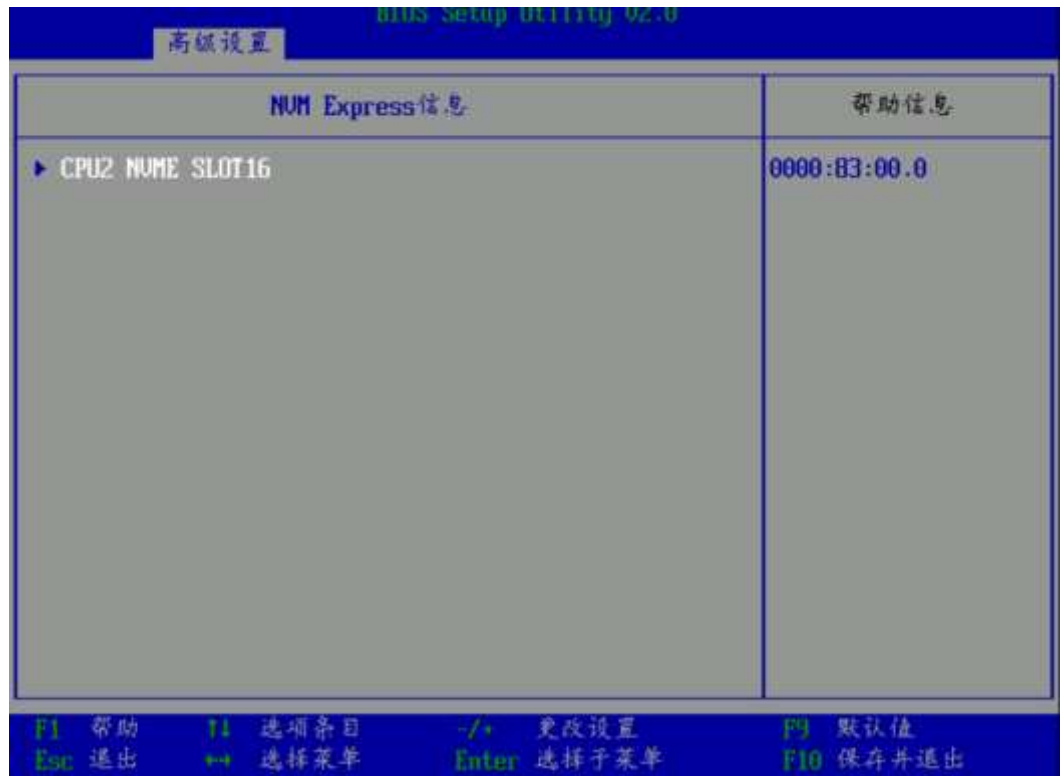 BIOS Setup Utility V2.0
高级设置
NVM Express信息
帮助信息
CPU2 NVME SLOT16
0000:83:00.0
F1 帮助 ↑↓ 选项条目 -/+ 更改设置 F9 默认值
Esc 退出 ←→ 选择菜单 Enter 选择子菜单 F10 保存并退出